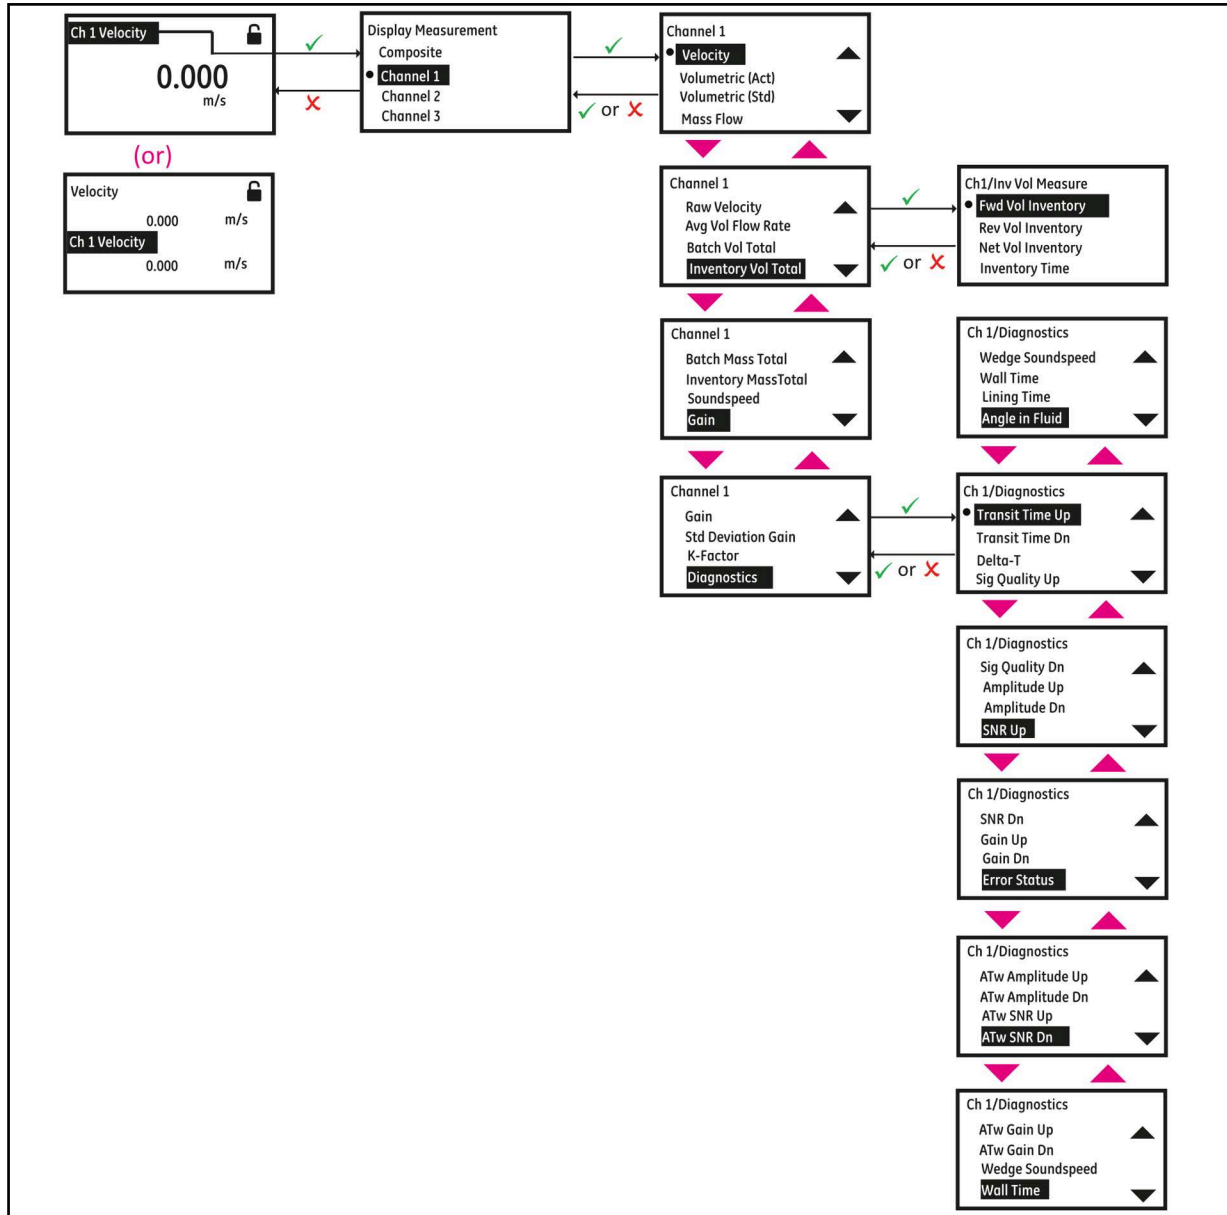 Ch 1 Velocity
0.000
m/s
(or)
Velocity
0.000 m/s
Ch 1 Velocity
0.000 m/s
Display Measurement
Composite
Channel 1
Channel 2
Channel 3
Channel 1
Velocity
Volumetric (Act)
Volumetric (Std)
Mass Flow
or
Channel 1
Raw Velocity
Avg Vol Flow Rate
Batch Vol Total
Inventory Vol Total
or
Ch1/Inv Vol Measure
Fwd Vol Inventory
Rev Vol Inventory
Net Vol Inventory
Inventory Time
Channel 1
Batch Mass Total
Inventory MassTotal
Soundspeed
Gain
Ch 1/Diagnostics
Wedge Soundspeed
Wall Time
Lining Time
Angle in Fluid
Channel 1
Gain
Std Deviation Gain
K-Factor
Diagnostics
or
Ch 1/Diagnostics
Transit Time Up
Transit Time Dn
Delta-T
Sig Quality Up
Ch 1/Diagnostics
Sig Quality Dn
Amplitude Up
Amplitude Dn
SNR Up
Ch 1/Diagnostics
SNR Dn
Gain Up
Gain Dn
Error Status
Ch 1/Diagnostics
ATw Amplitude Up
ATw Amplitude Dn
ATw SNR Up
ATw SNR Dn
Ch 1/Diagnostics
ATw Gain Up
ATw Gain Dn
Wedge Soundspeed
Wall Time